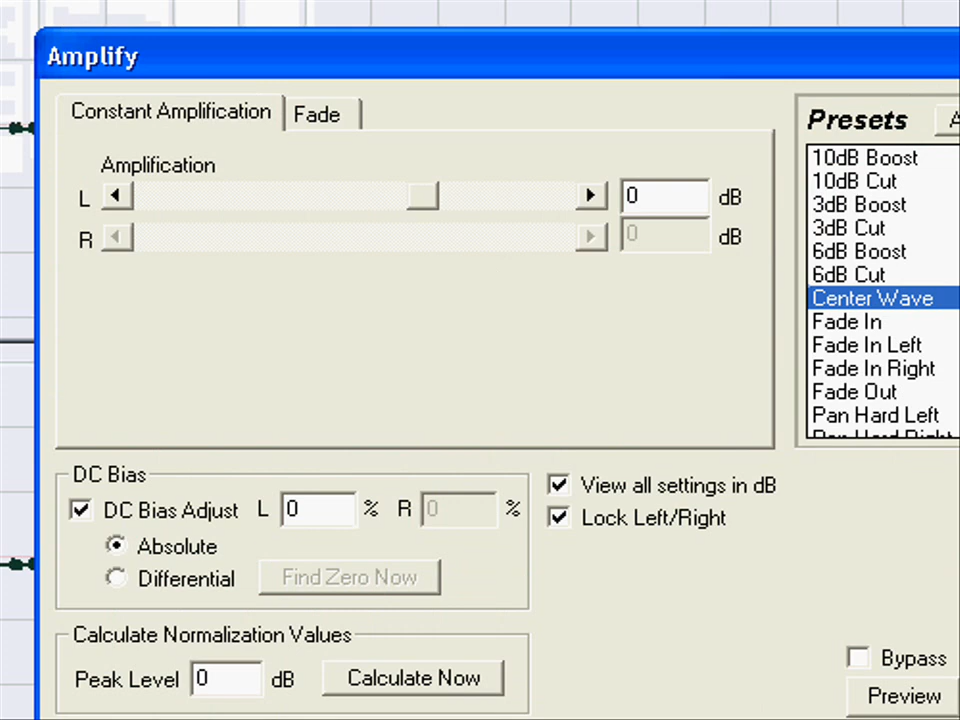 Amplify
Constant Amplification Fade
Amplification
L 0 dB
R 0 dB
Presets
10dB Boost
10dB Cut
3dB Boost
3dB Cut
6dB Boost
6dB Cut
Center Wave
Fade In
Fade In Left
Fade In Right
Fade Out
Pan Hard Left
Pan Hard Right
DC Bias
DC Bias Adjust L 0 % R 0 %
Absolute
Differential Find Zero Now
View all settings in dB
Lock Left/Right
Calculate Normalization Values
Peak Level 0 dB Calculate Now
Bypass
Preview